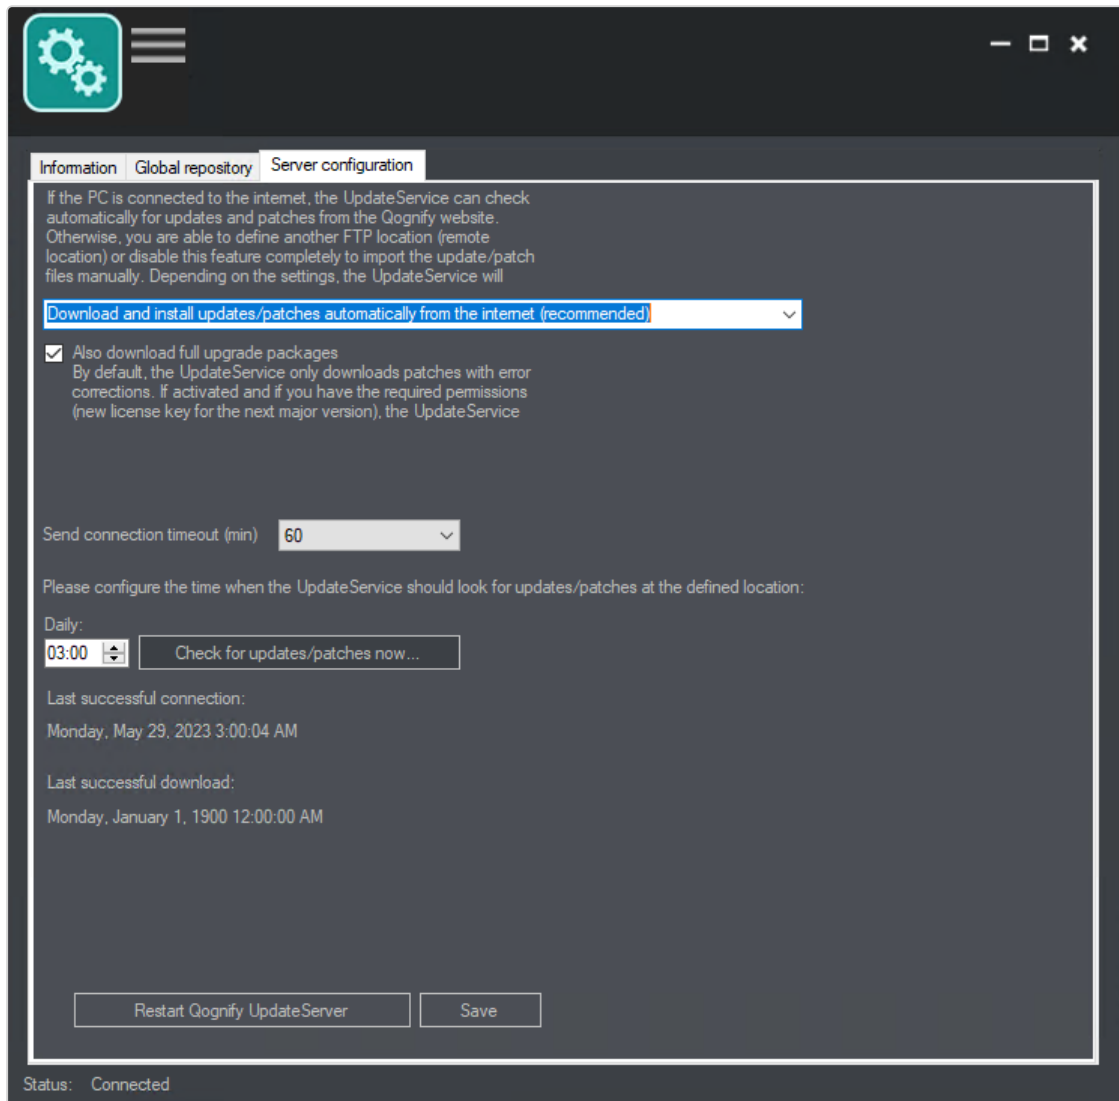 Information Global repository Server configuration
If the PC is connected to the internet, the UpdateService can check
automatically for updates and patches from the Qognify website.
Otherwise, you are able to define another FTP location (remote
location) or disable this feature completely to import the update/patch
files manually. Depending on the settings, the UpdateService will
Download and install updates/patches automatically from the internet (recommended)
Also download full upgrade packages
By default, the UpdateService only downloads patches with error
corrections. If activated and if you have the required permissions
(new license key for the next major version), the UpdateService
Send connection timeout (min) 60
Please configure the time when the UpdateService should look for updates/patches at the defined location:
Daily:
03:00 Check for updates/patches now...
Last successful connection:
Monday, May 29, 2023 3:00:04 AM
Last successful download:
Monday, January 1, 1900 12:00:00 AM
Restart Qognify UpdateServer Save
Status: Connected